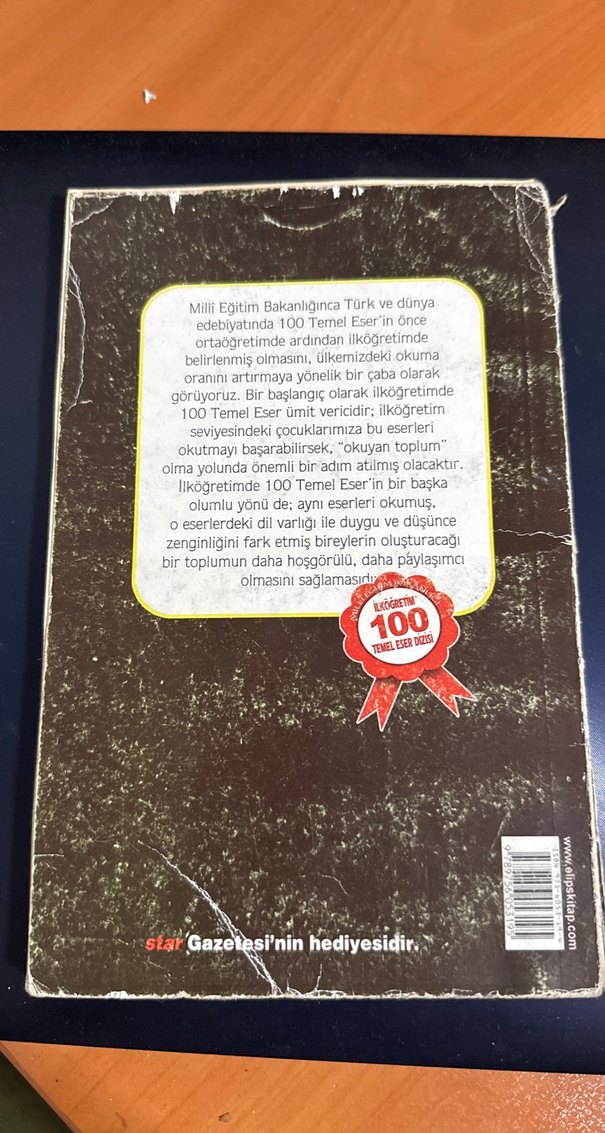 Millî Eğitim Bakanlığınca Türk ve dünya
edebiyatında 100 Temel Eser'in önce
ortaöğretimde ardından ilköğretimde
belirlenmiş olmasını, ülkemizdeki okuma
oranını artırmaya yönelik bir çaba olarak
görüyoruz. Bir başlangıç olarak ilköğretimde
100 Temel Eser ümit vericidir; ilköğretim
seviyesindeki çocuklarımıza bu eserleri
okutmayı başarabilirsek, “okuyan toplum”
olma yolunda önemli bir adım atılmış olacaktır.
İlköğretimde 100 Temel Eser'in bir başka
olumlu yönü de; aynı eserleri okumuş,
o eserlerdeki dil varlığı ile duygu ve düşünce
zenginliğini fark etmiş bireylerin oluşturacağı
bir toplumun daha hoşgörülü, daha paylaşımcı
olmasını sağlamasıdır
MİLLİ EĞİTİM BAKANLIĞI
İLKÖĞRETİM
100
TEMEL ESER DİZİSİ
www.elipskitap.com
star Gazetesi'nin hediyesidir.